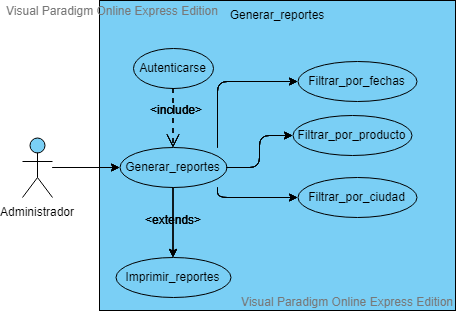 Visual Paradigm Online Express Edition
Generar_reportes
Autenticarse
Filtrar_por_fechas
<include>
Filtrar_por_producto
Generar_reportes
Filtrar_por_ciudad
Administrador
<extends>
Imprimir_reportes
Visual Paradigm Online Express Edition